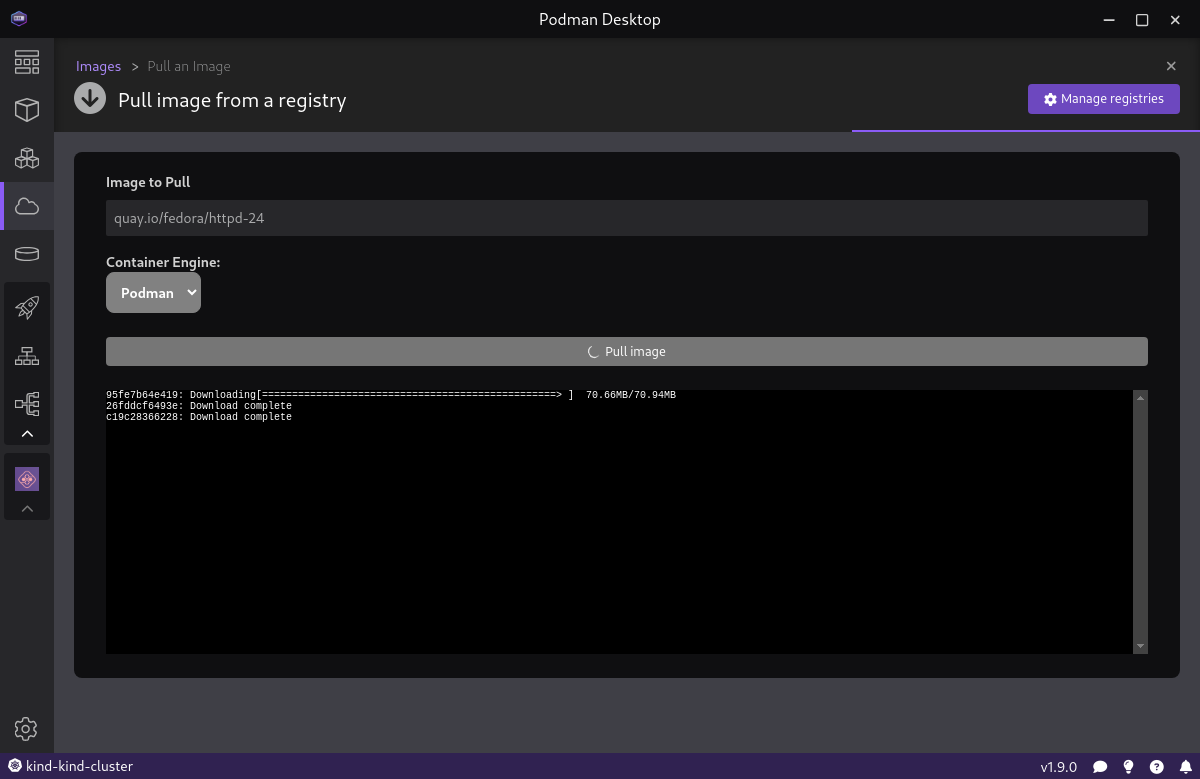 Podman Desktop
Images > Pull an Image
Pull image from a registry
Manage registries
Image to Pull
quay.io/fedora/httpd-24
Container Engine:
Podman
Pull image
95fe7b64e419: Downloading[=================================================> ]  70.66MB/70.94MB
26fddcf6493e: Download complete
c19c28366228: Download complete
kind-kind-cluster
v1.9.0